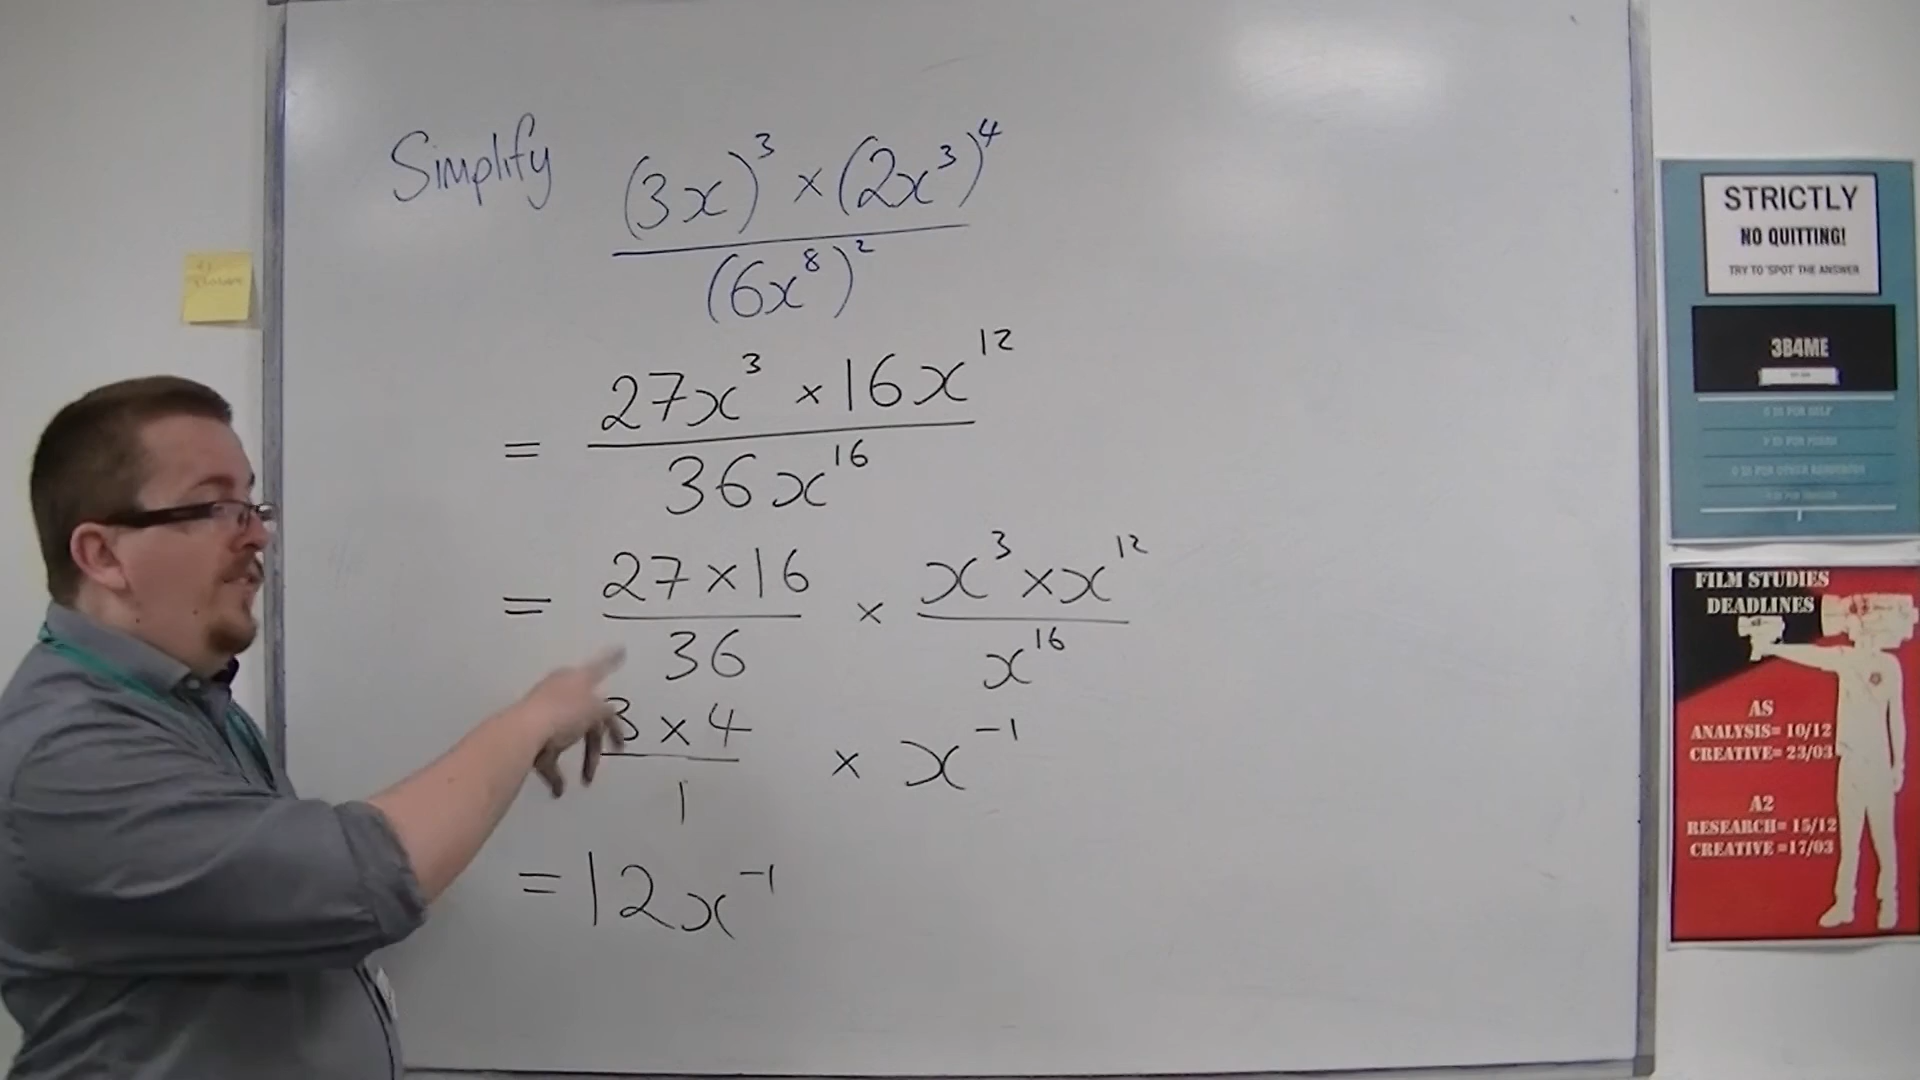 Simplify (3x)³ × (2x³)⁴
(6x⁸)²
= 27x³ × 16x¹²
36x¹⁶
= 27 × 16 × x³ × x¹²
36 x¹⁶
3 × 4 × x⁻¹
1
= 12x⁻¹
STRICTLY
NO QUITTING!
TRY TO 'SPOT' THE ANSWER
3B4ME
FILM STUDIES
DEADLINES
AS
ANALYSIS= 10/12
CREATIVE= 23/03
A2
RESEARCH= 15/12
CREATIVE =17/03